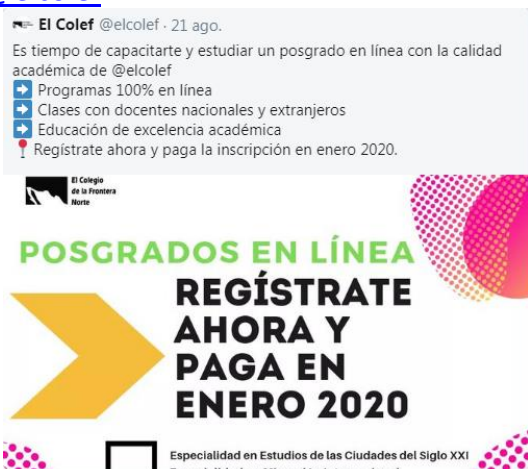 El Colef @elcolef · 21 ago.
Es tiempo de capacitarte y estudiar un posgrado en línea con la calidad
académica de @elcolef
➡ Programas 100% en línea
➡ Clases con docentes nacionales y extranjeros
➡ Educación de excelencia académica
📍 Regístrate ahora y paga la inscripción en enero 2020.
El Colegio
de la Frontera
Norte
POSGRADOS EN LÍNEA
REGÍSTRATE
AHORA Y
PAGA EN
ENERO 2020
Especialidad en Estudios de las Ciudades del Siglo XXI